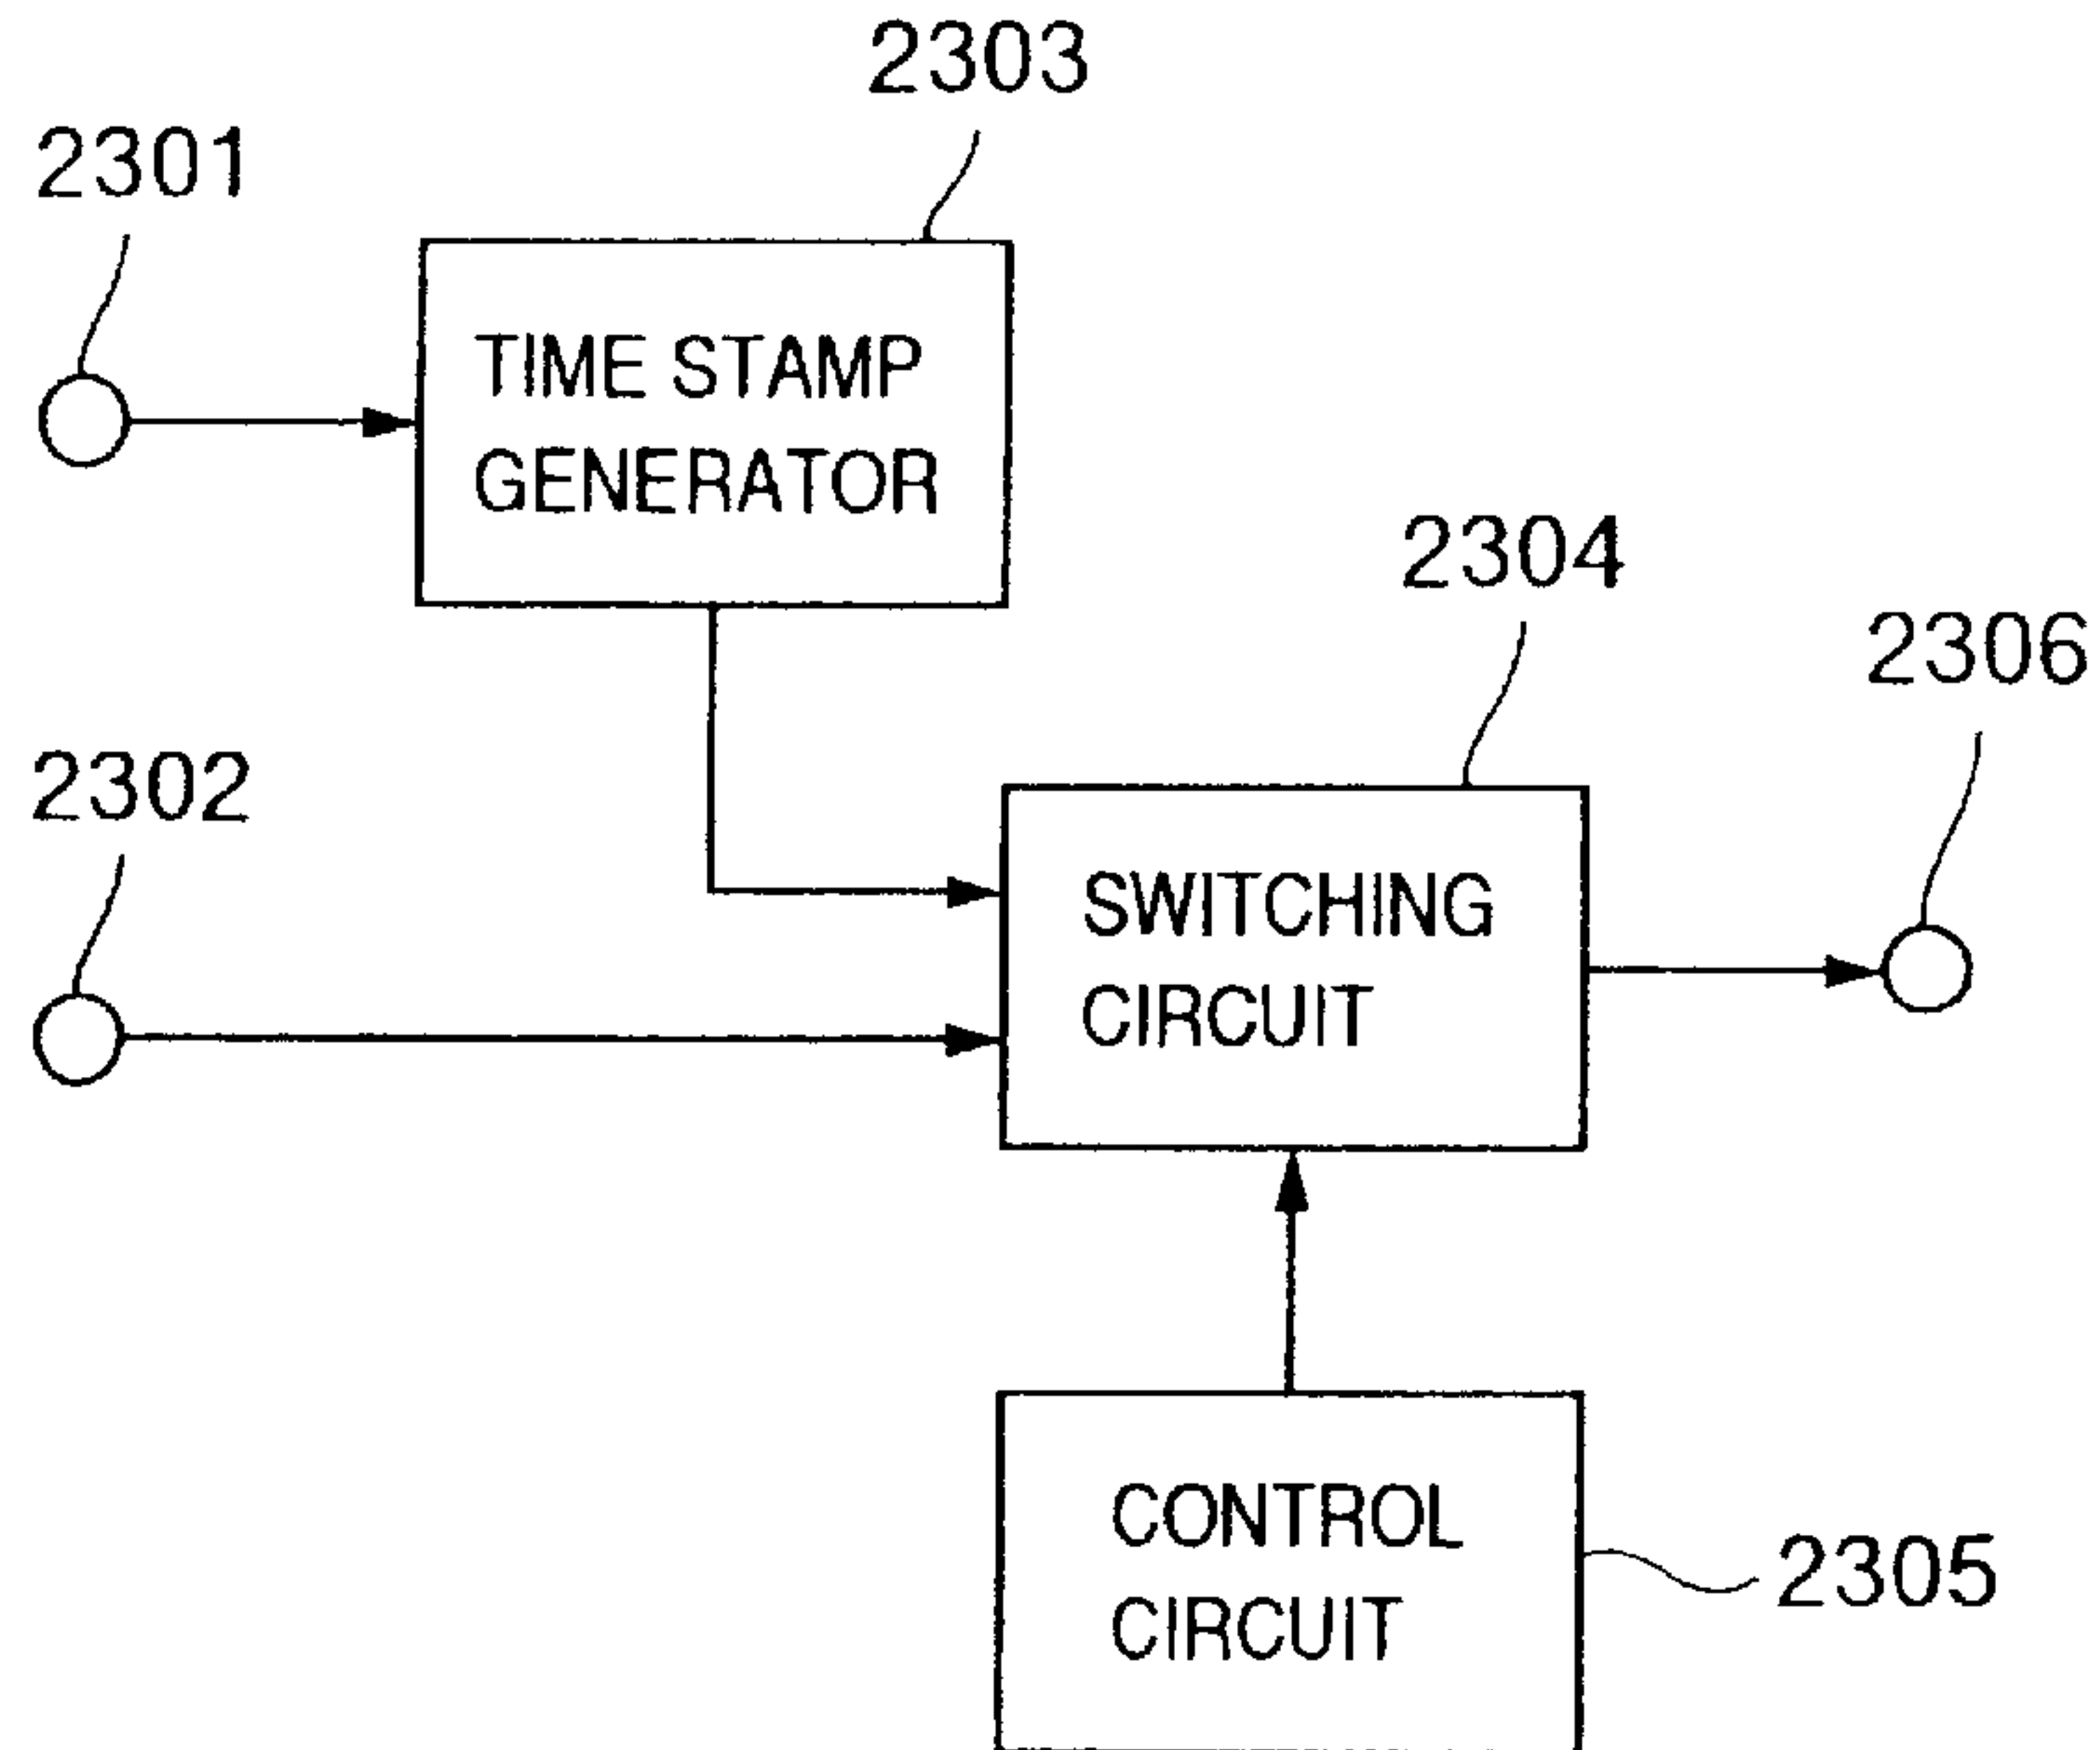 2303
2301
TIME STAMP
GENERATOR
2304
2306
2302
SWITCHING
CIRCUIT
CONTROL
CIRCUIT
2305